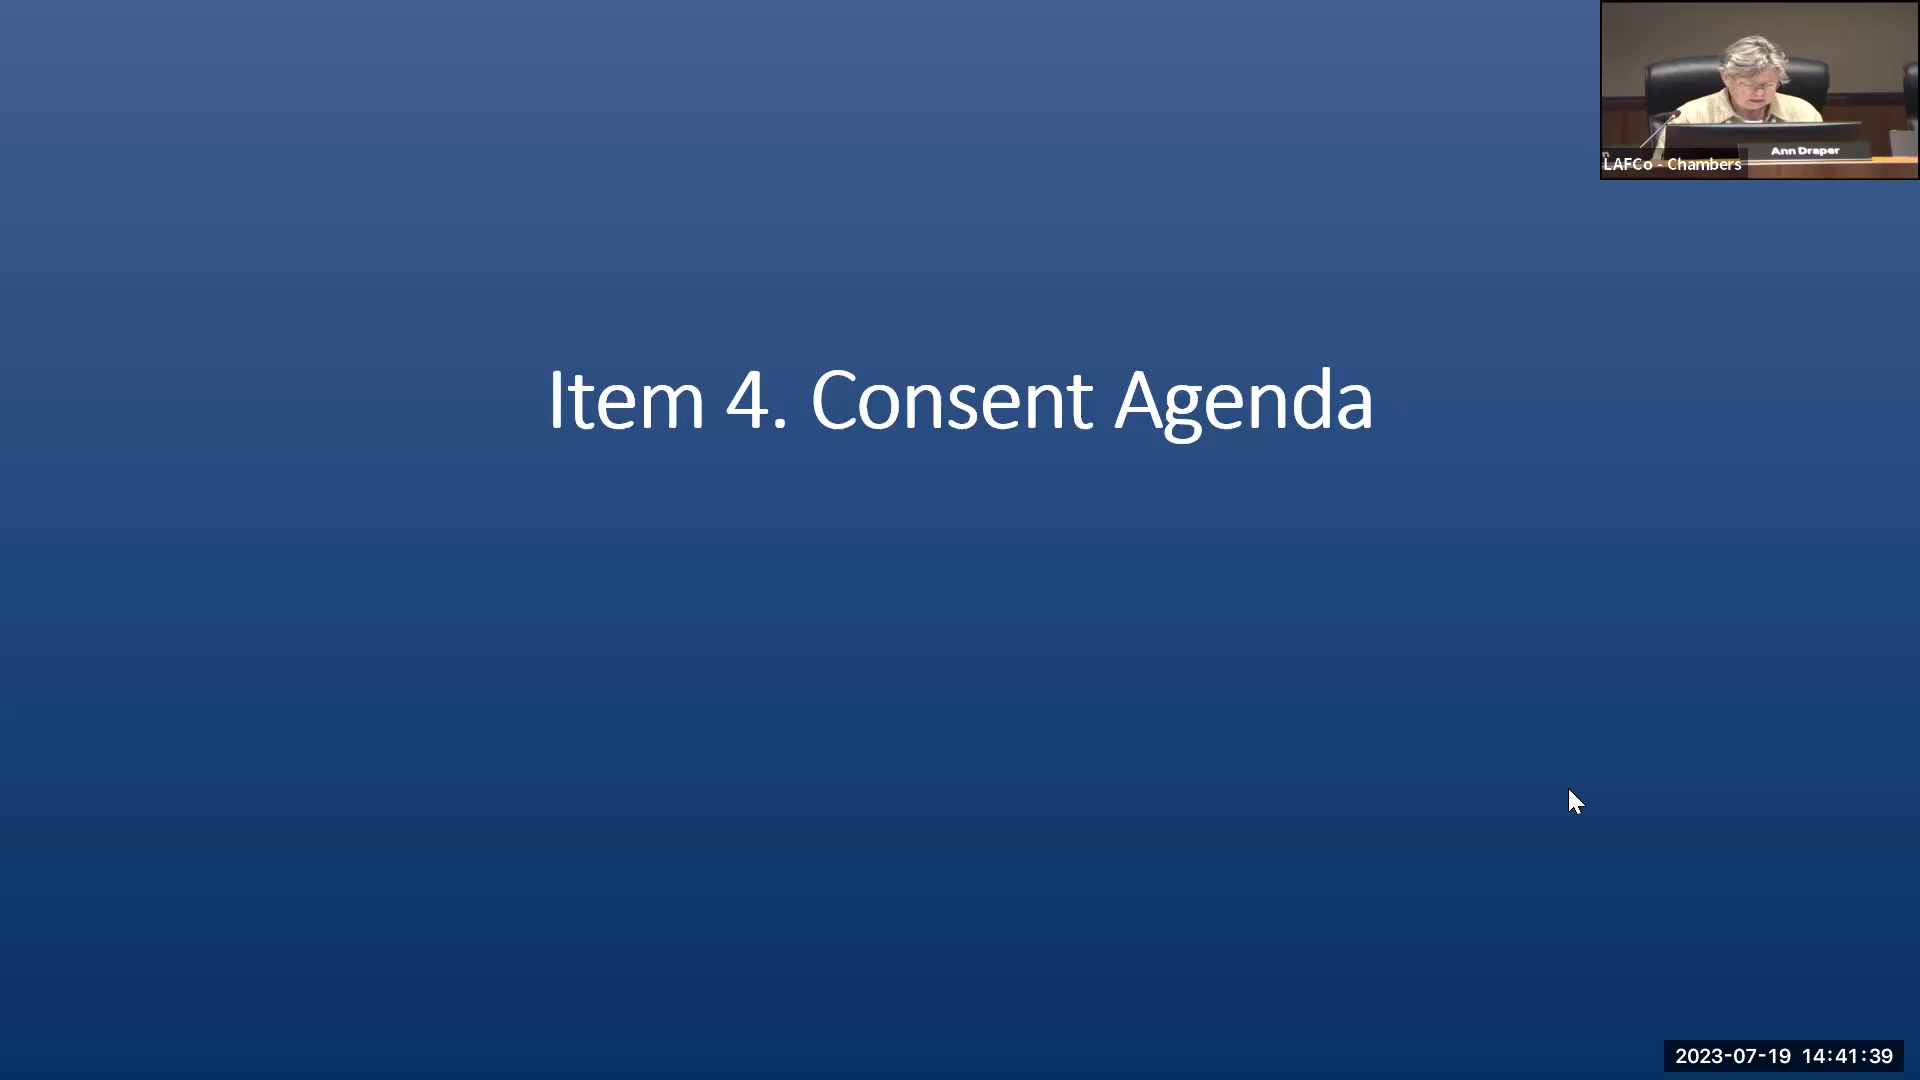 Ann Draper
LAFCo - Chambers
Item 4. Consent Agenda
2023-07-19 14:41:39